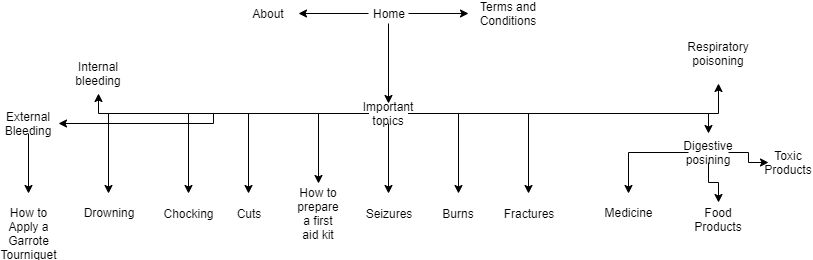 About
Home
Terms and
Conditions
Respiratory
poisoning
Internal
bleeding
Important
topics
External
Bleeding
Digestive
posining
Toxic
Products
How to
Apply a
Garrote
Tourniquet
Drowning
Chocking
Cuts
How to
prepare
a first
aid kit
Seizures
Burns
Fractures
Medicine
Food
Products